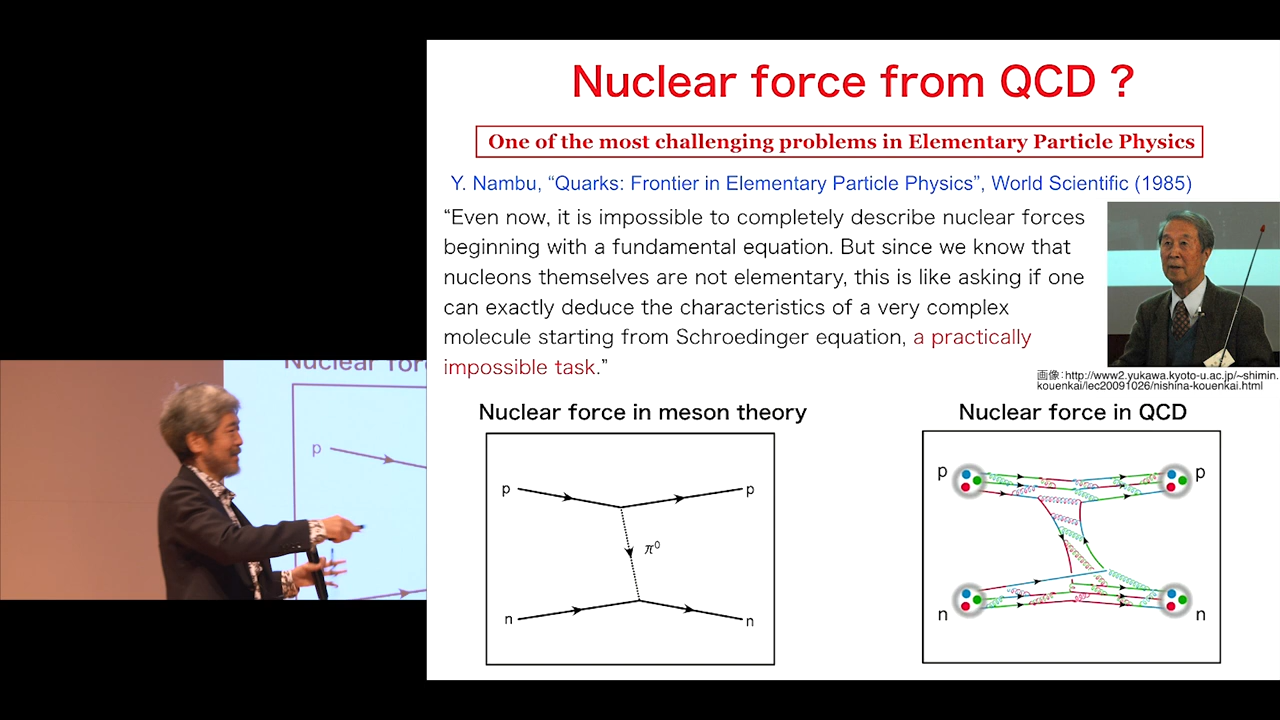 Nuclear force from QCD ?
One of the most challenging problems in Elementary Particle Physics
Y. Nambu, “Quarks: Frontier in Elementary Particle Physics”, World Scientific (1985)
“Even now, it is impossible to completely describe nuclear forces
beginning with a fundamental equation. But since we know that
nucleons themselves are not elementary, this is like asking if one
can exactly deduce the characteristics of a very complex
molecule starting from Schroedinger equation, a practically
impossible task.”
画像：http://www2.yukawa.kyoto-u.ac.jp/~shimin.
kouenkai/lec20091026/nishina-kouenkai.html
Nuclear force in meson theory
p
p
π⁰
n
n
Nuclear force in QCD
p
p
n
n
Nuclear for
p